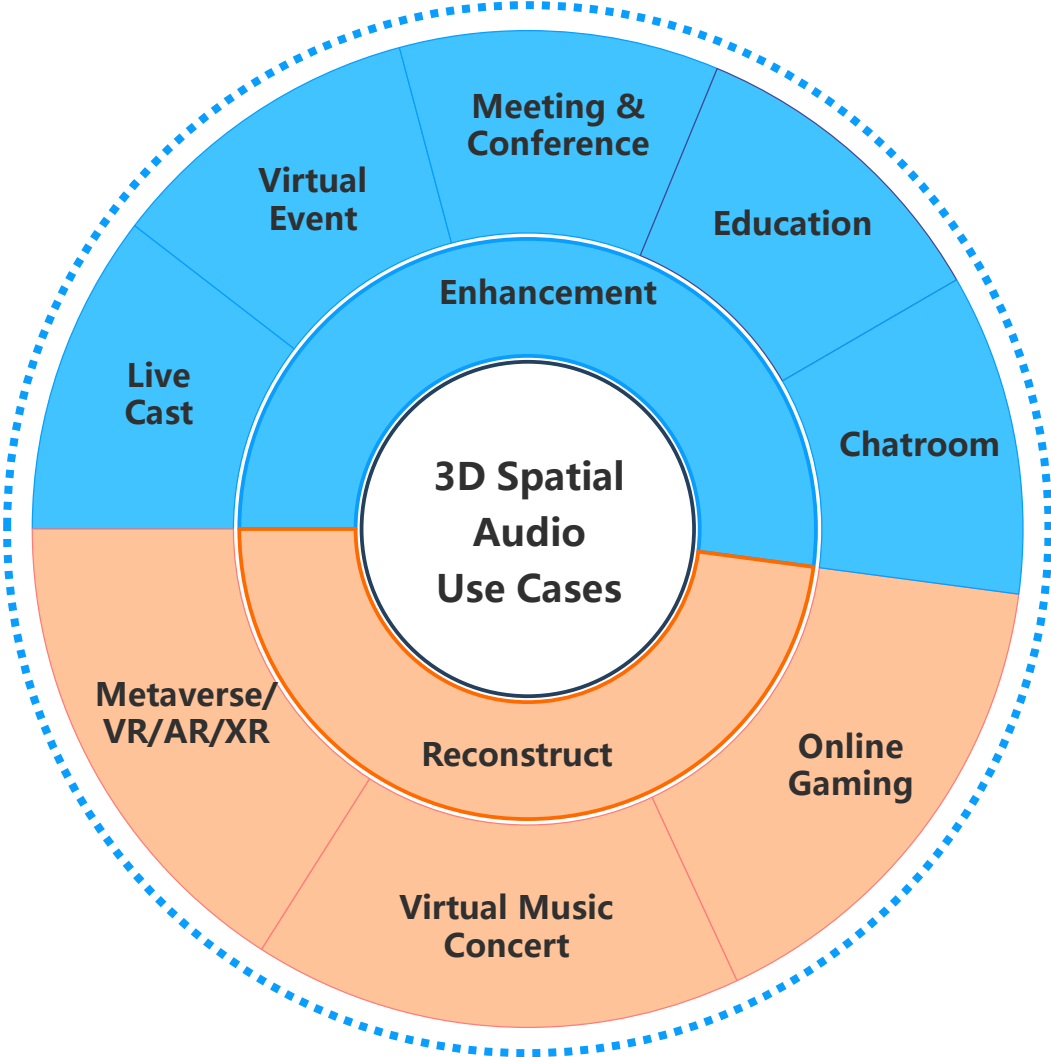 Meeting &
Conference
Virtual
Event
Education
Enhancement
Live
Cast
Chatroom
3D Spatial
Audio
Use Cases
Metaverse/
VR/AR/XR
Reconstruct
Online
Gaming
Virtual Music
Concert